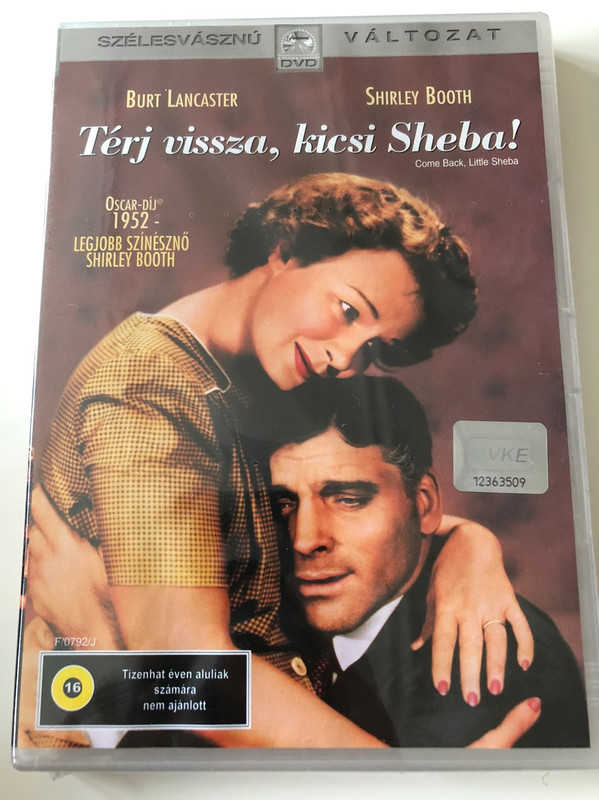 SZÉLESVÁSZNÚ DVD VÁLTOZAT
BURT LANCASTER SHIRLEY BOOTH
Térj vissza, kicsi Sheba!
Come Back, Little Sheba
OSCAR-DÍJ®
1952 -
LEGJOBB SZÍNÉSZNŐ
SHIRLEY BOOTH
VKE
12363509
F/0792/J
16
Tizenhat éven aluliak
számára
nem ajánlott